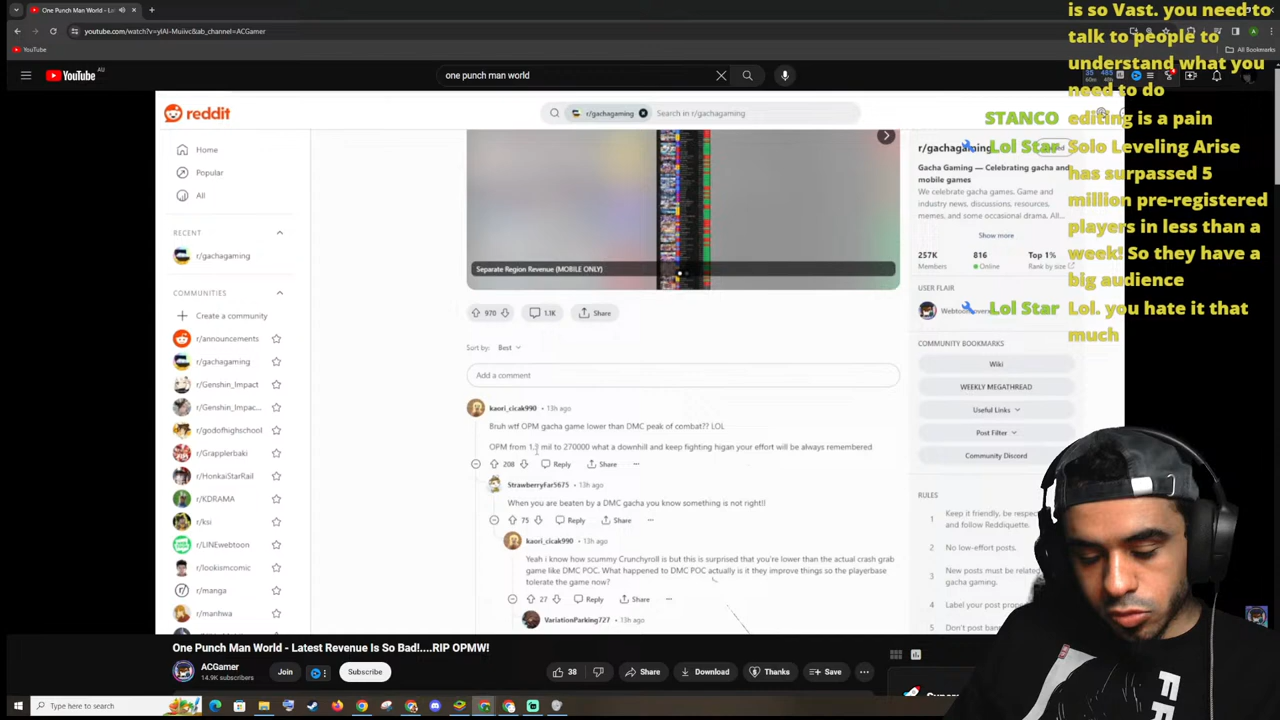 One Punch Man World - Late
youtube.com/watch?v=ylAl-Muiivc&ab_channel=ACGamer
YouTube
All Bookmarks
YouTube AU
one punch man world
is so Vast. you need to
talk to people to
understand what you
need to do
STANCO editing is a pain
Lol Star Solo Leveling Arise
has surpassed 5
million pre-registered
players in less than a
week! So they have a
big audience
Lol Star Lol. you hate it that
much
reddit
r/gachagaming
Search in r/gachagaming
Home
Popular
All
RECENT
r/gachagaming
COMMUNITIES
Create a community
r/announcements
r/gachagaming
r/Genshin_Impact
r/Genshin_Impac...
r/godofhighschool
r/Grapplerbaki
r/HonkaiStarRail
r/KDRAMA
r/ksi
r/LINEwebtoon
r/lookismcomic
r/manga
r/manhwa
Separate Region Revenue (MOBILE ONLY)
970
1.1K
Share
Sort by: Best
Add a comment
kaori_cicak990 • 13h ago
Bruh wtf OPM gacha game lower than DMC peak of combat?? LOL
OPM from 1.9 mil to 270000 what a downhill and keep fighting higan your effort will be always remembered
208
Reply
Share
StrawberryFar5675 • 13h ago
When you are beaten by a DMC gacha you know something is not right!!
75
Reply
Share
kaori_cicak990 • 13h ago
Yeah i know how scummy Crunchyroll is but this is surprised that you're lower than the actual crash grab
game like DMC POC. What happened to DMC POC actually is it they improve things so the playerbase
tolerate the game now?
27
Reply
Share
VariationParking727 • 13h ago
r/gachagaming
Gacha Gaming — Celebrating gacha and
mobile games
We celebrate gacha games. Game and
industry news, discussions, resources,
memes, and some occasional drama. All...
Show more
257K
Members
816
Online
Top 1%
Rank by size
USER FLAIR
COMMUNITY BOOKMARKS
Wiki
WEEKLY MEGATHREAD
Useful Links
Post Filter
Community Discord
RULES
1 Keep it friendly, be respec
and follow Reddiquette.
2 No low-effort posts.
3 New posts must be related
gacha gaming.
4 Label your post prope
5 Don't post ban
One Punch Man World - Latest Revenue Is So Bad!....RIP OPMW!
ACGamer
14.9K subscribers
Join
Subscribe
38
Share
Download
Thanks
Save
Type here to search